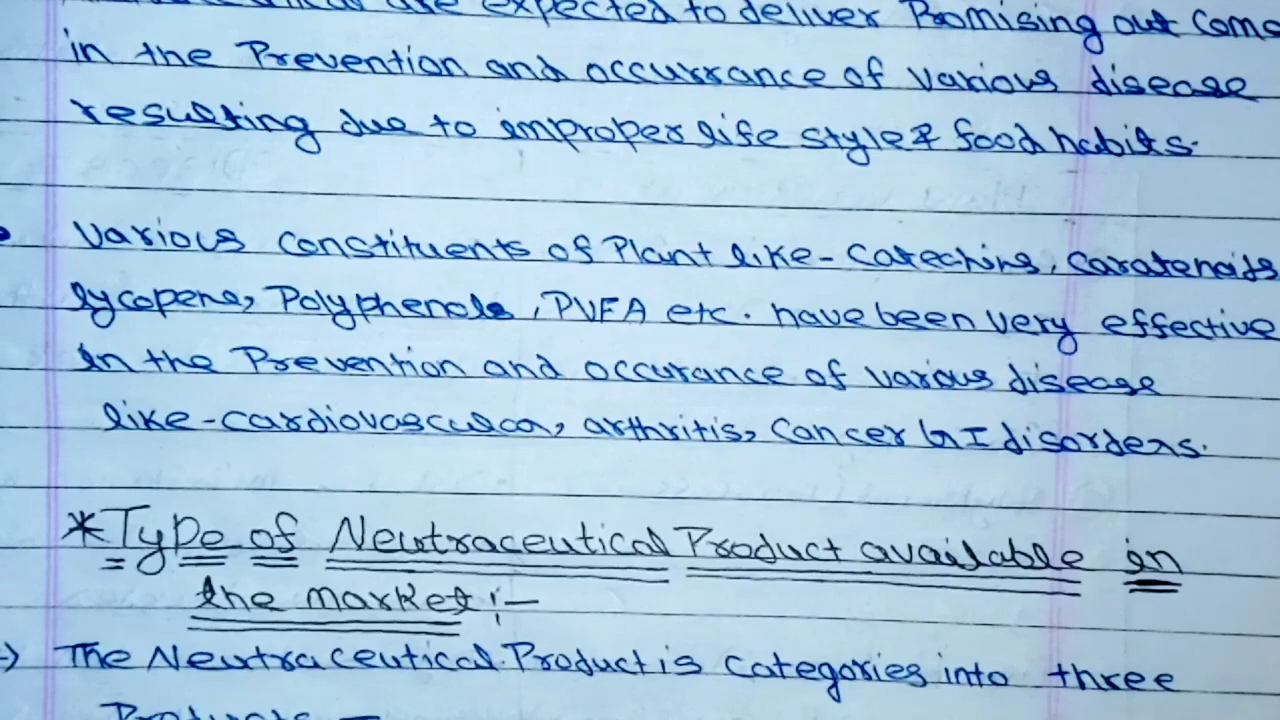 are expected to deliver Promising out come
in the Prevention and occurrance of various disease
resulting due to improper life style & food habits.
Various constituents of Plant like - Catechins, Caratenoids
lycopene, Polyphenols, PUFA etc. have been very effective
in the Prevention and occurance of various disease
like - cardiovasculca, arthritis, cancer GI disorders.
*Type of Neutraceutical Product available in
the market :-
→ The Neutraceutical Product is categories into three